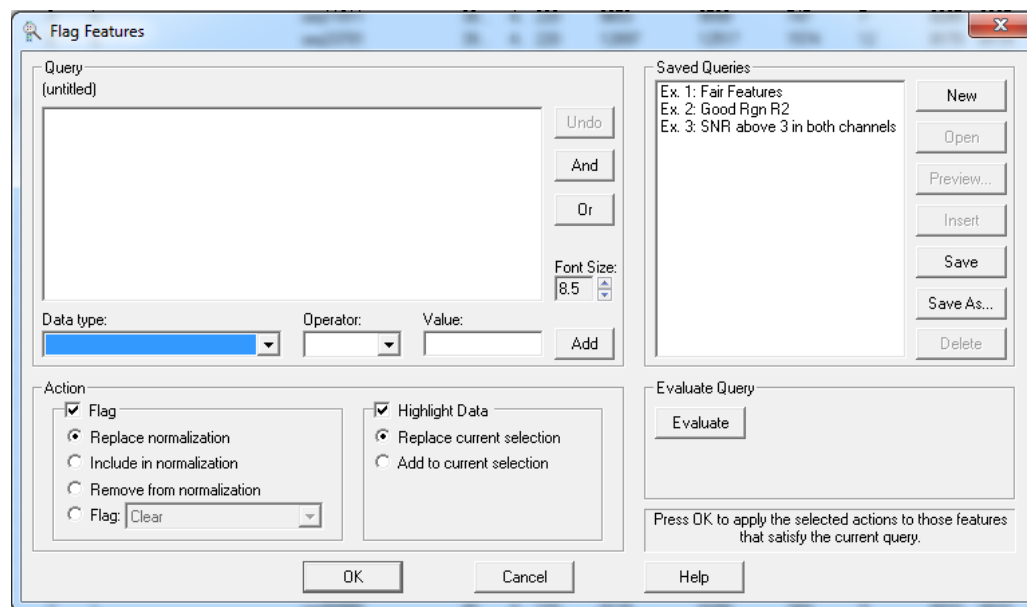 Flag Features
Query
(untitled)
Undo
And
Or
Font Size:
8.5
Data type:
Operator:
Value:
Add
Saved Queries
Ex. 1: Fair Features
Ex. 2: Good Rgn R2
Ex. 3: SNR above 3 in both channels
New
Open
Preview...
Insert
Save
Save As...
Delete
Action
Flag
Replace normalization
Include in normalization
Remove from normalization
Flag: Clear
Highlight Data
Replace current selection
Add to current selection
Evaluate Query
Evaluate
Press OK to apply the selected actions to those features
that satisfy the current query.
OK
Cancel
Help